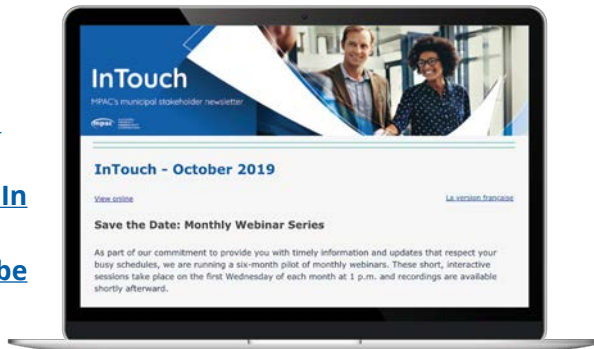 In
be
InTouch
MPAC's municipal stakeholder newsletter
mpac
InTouch - October 2019
View online
La version française
Save the Date: Monthly Webinar Series
As part of our commitment to provide you with timely information and updates that respect your
busy schedules, we are running a six-month pilot of monthly webinars. These short, interactive
sessions take place on the first Wednesday of each month at 1 p.m. and recordings are available
shortly afterward.